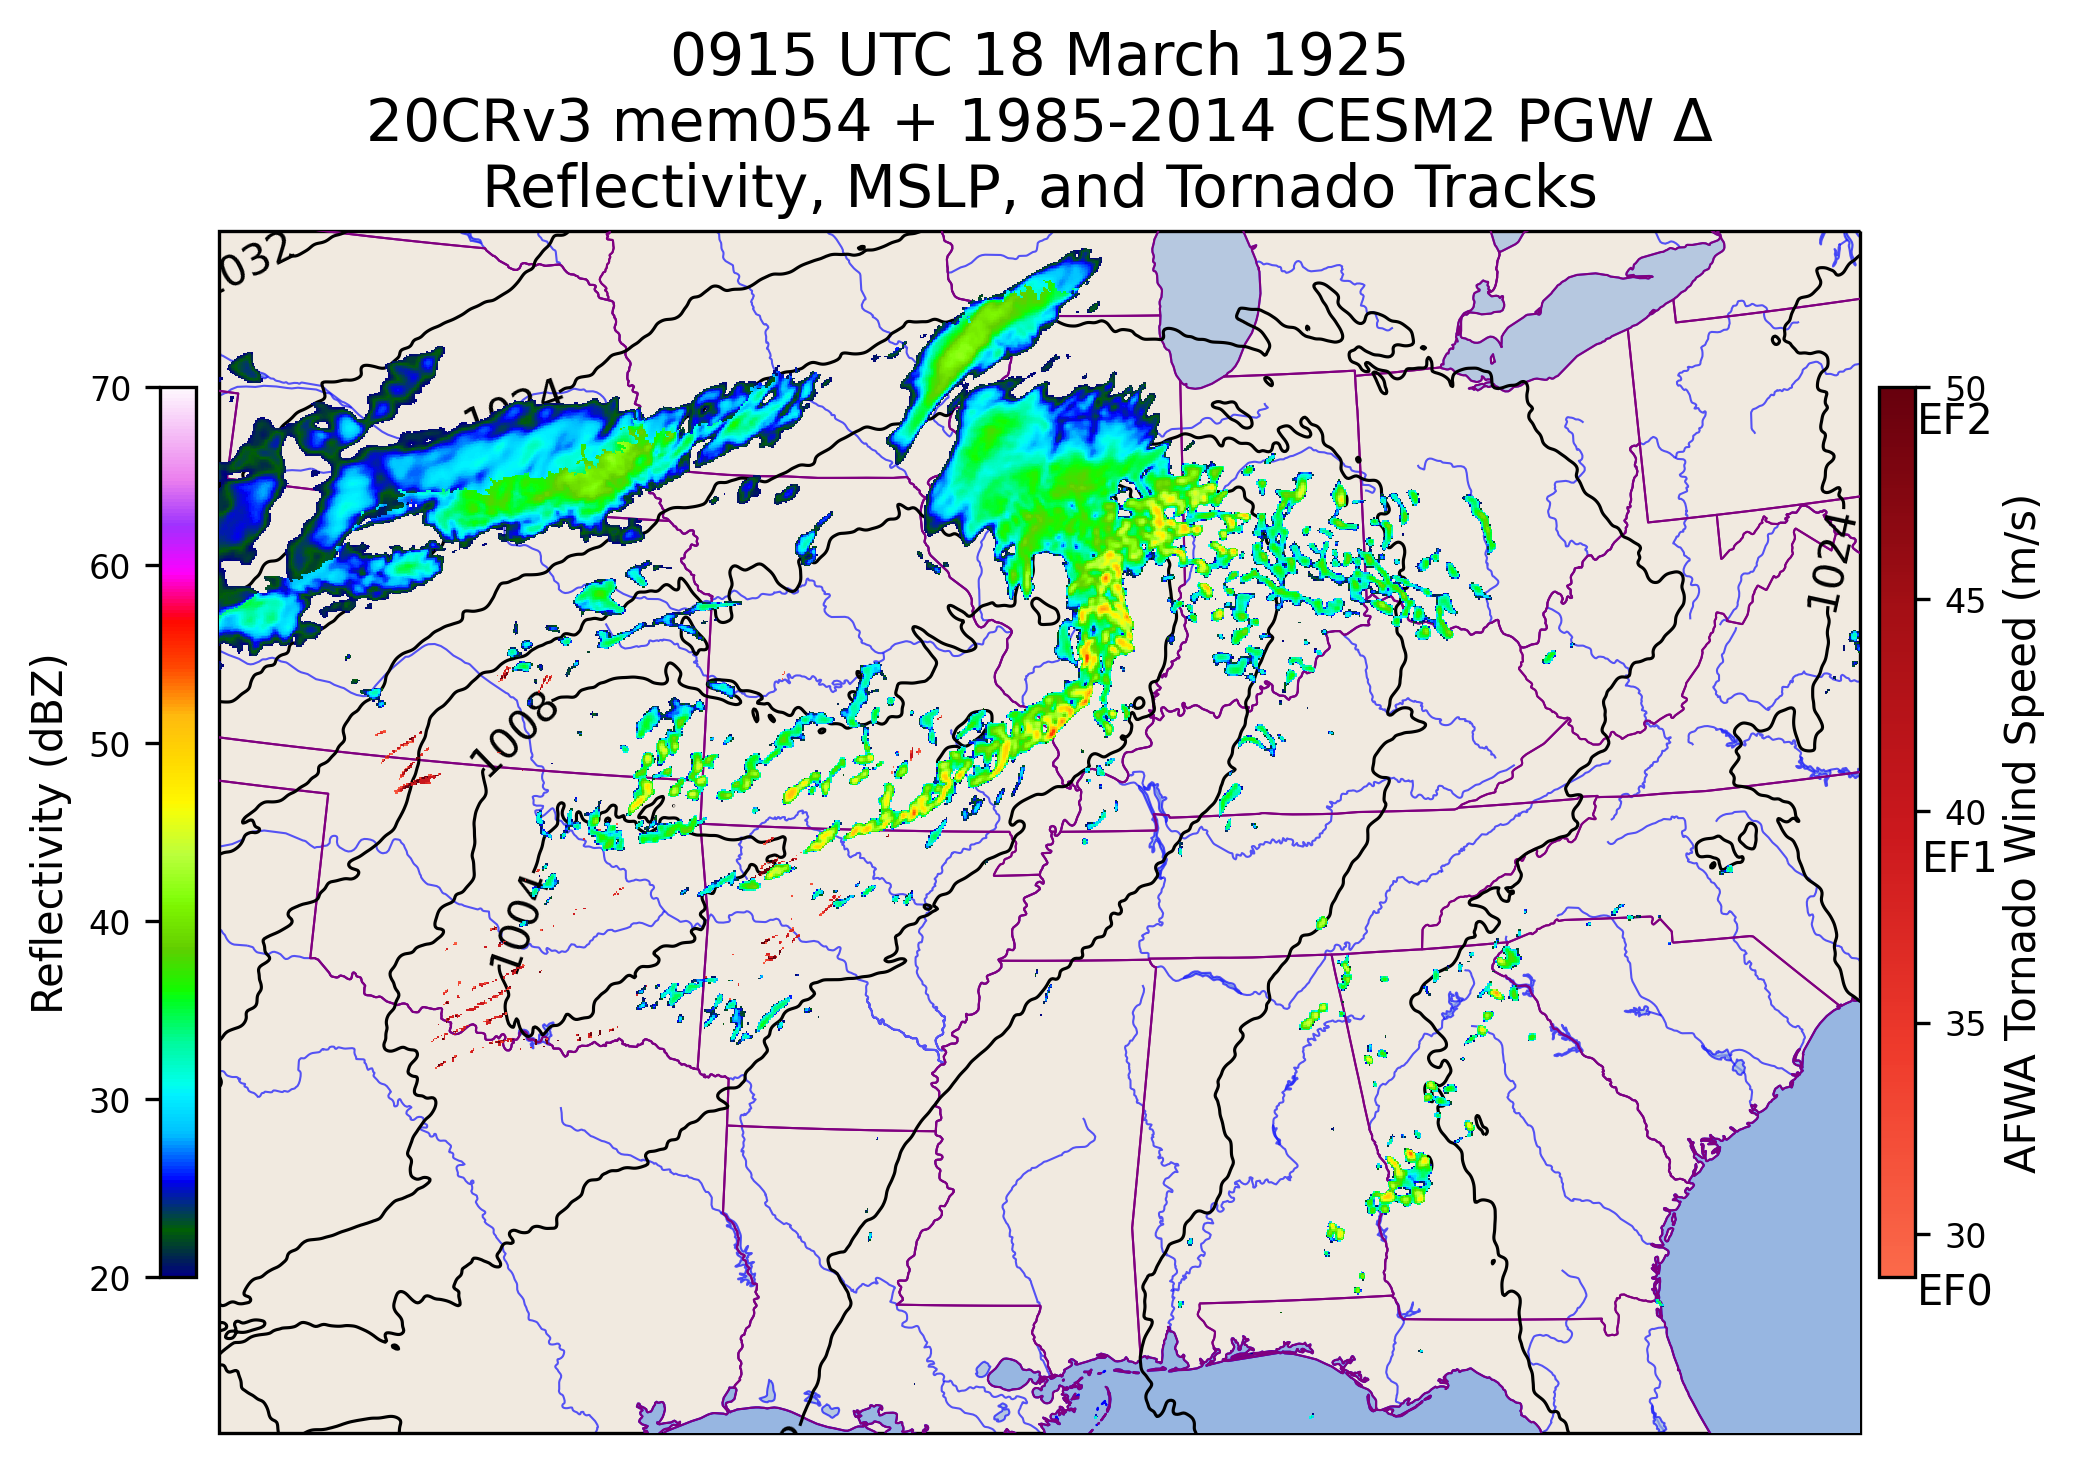 0915 UTC 18 March 1925
20CRv3 mem054 + 1985-2014 CESM2 PGW Δ
Reflectivity, MSLP, and Tornado Tracks
Reflectivity (dBZ)
70
60
50
40
30
20
032
1024
1008
1004
1024
50
EF2
45
40
EF1
35
30
EF0
AFWA Tornado Wind Speed (m/s)